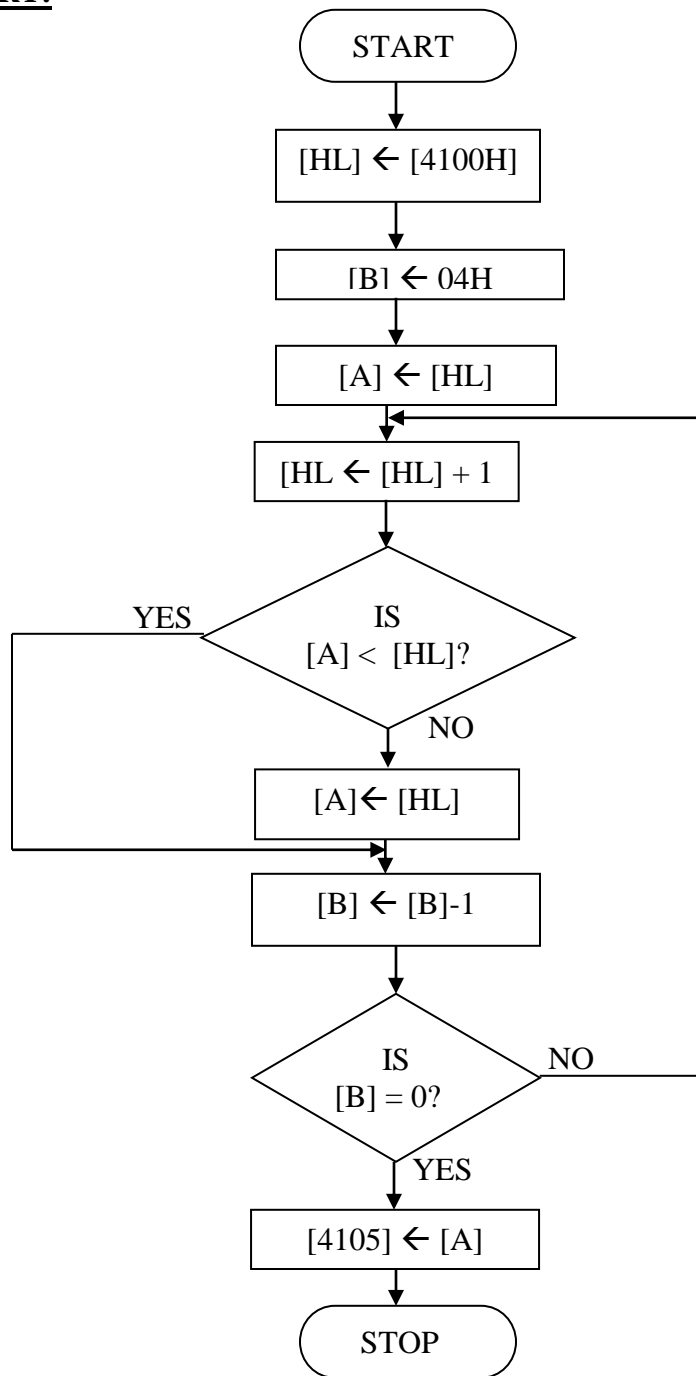 START
[HL] ← [4100H]
[B] ← 04H
[A] ← [HL]
[HL ← [HL] + 1
YES
IS
[A] < [HL]?
NO
[A] ← [HL]
[B] ← [B]-1
IS
[B] = 0?
NO
YES
[4105] ← [A]
STOP